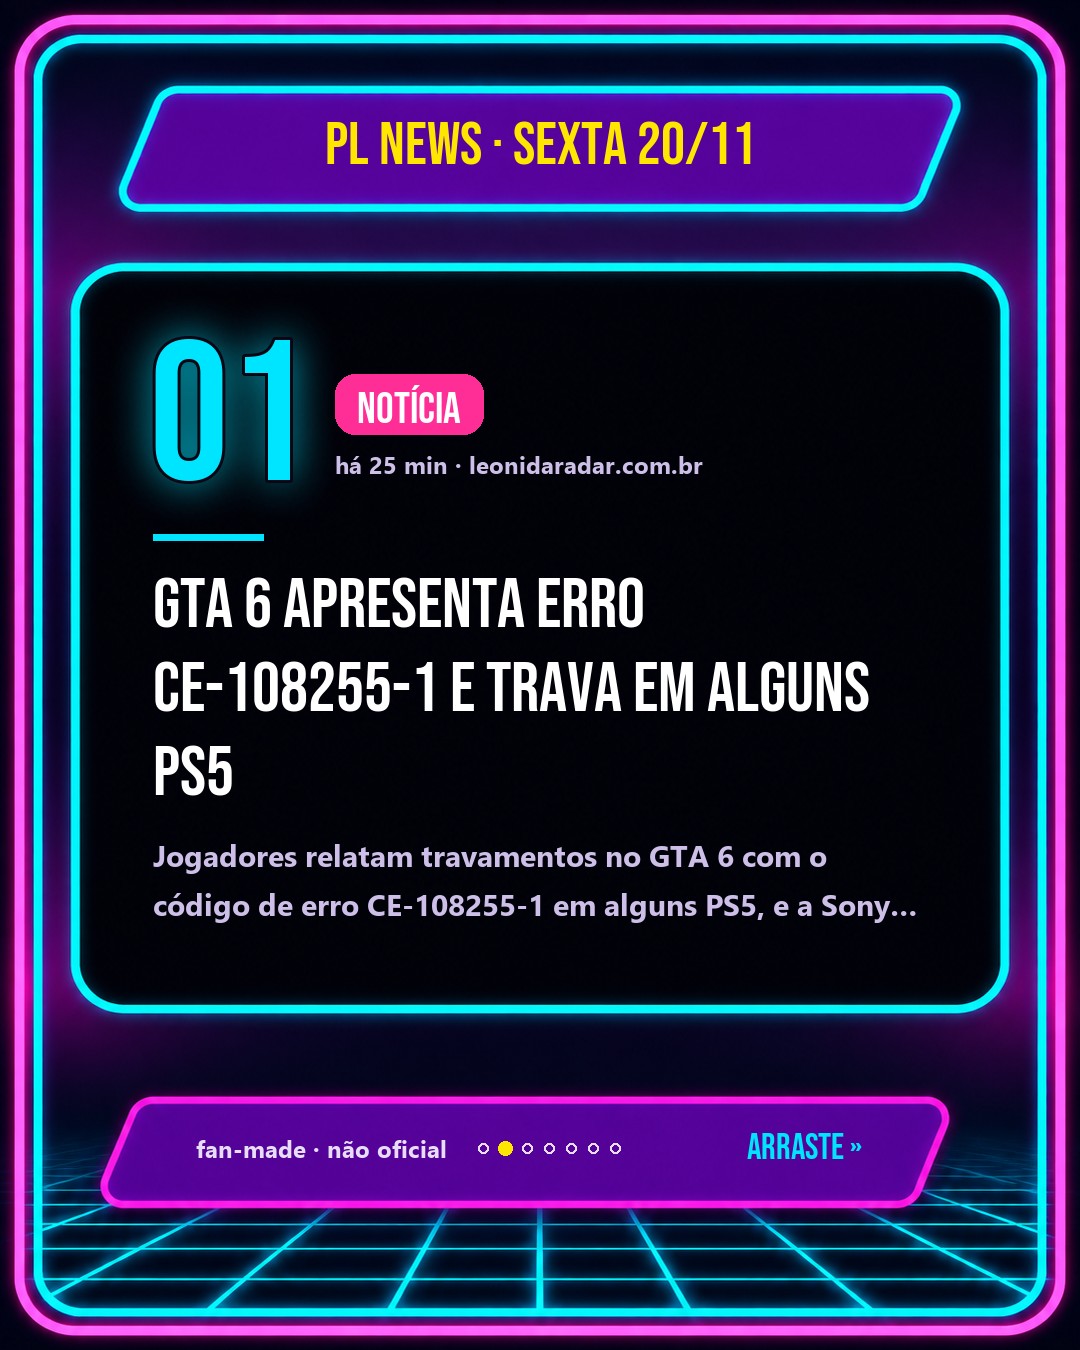 PL NEWS · SEXTA 20/11
01
NOTÍCIA
há 25 min · leonidaradar.com.br
GTA 6 APRESENTA ERRO
CE-108255-1 E TRAVA EM ALGUNS
PS5
Jogadores relatam travamentos no GTA 6 com o
código de erro CE-108255-1 em alguns PS5, e a Sony...
fan-made · não oficial
ARRASTE »